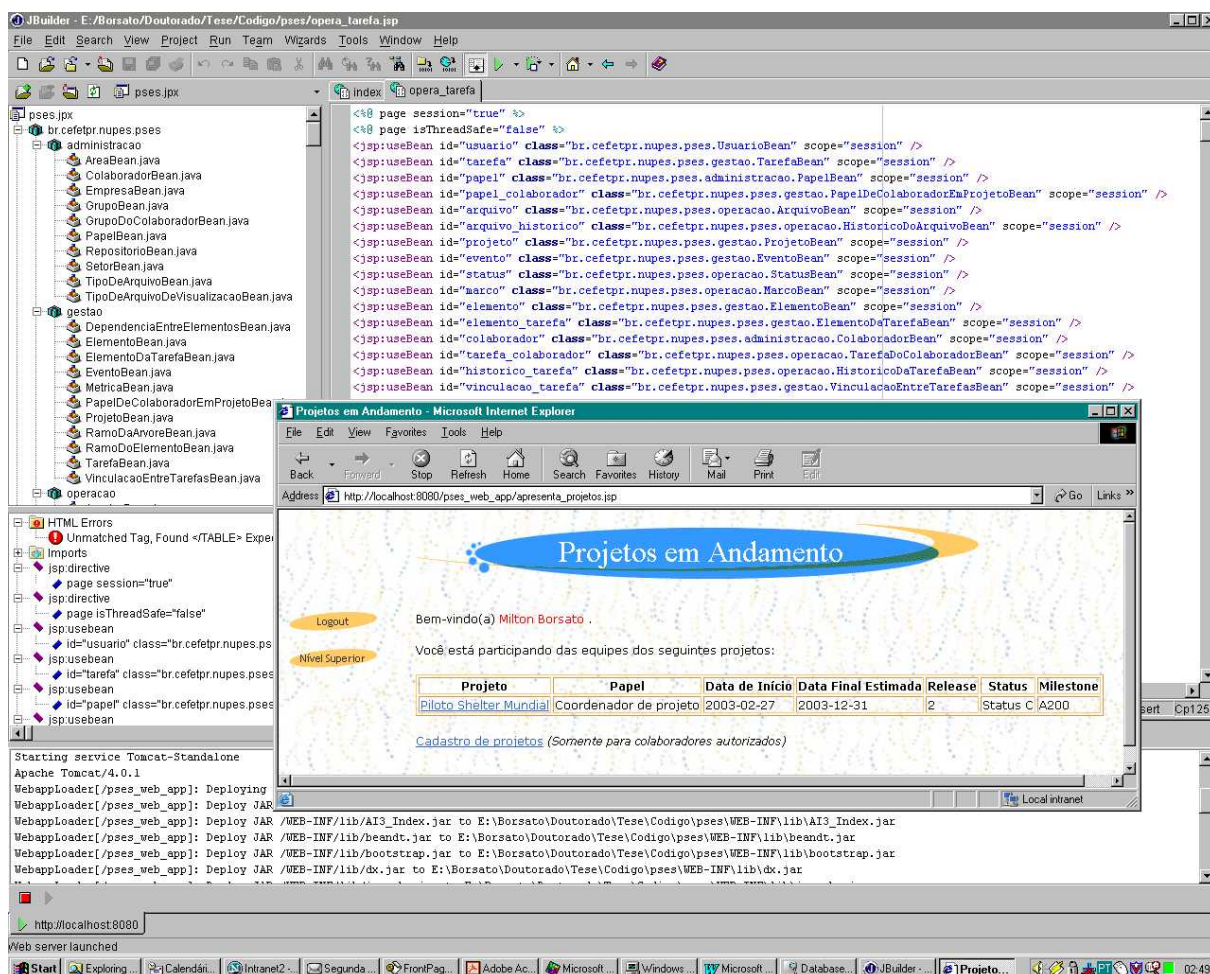 JBuilder - E:/Borsato/Doutorado/Tese/Codigo/pses/opera_tarefa.jsp
File Edit Search View Project Run Team Wizards Tools Window Help
pses.jpx
index opera_tarefa
pses.jpx
br.cefetpr.nupes.pses
administracao
AreaBean.java
ColaboradorBean.java
EmpresaBean.java
GrupoBean.java
GrupoDoColaboradorBean.java
PapelBean.java
RepositorioBean.java
SetorBean.java
TipoDeArquivoBean.java
TipoDeArquivoDeVisualizacaoBean.java
gestao
DependenciaEntreElementosBean.java
ElementoBean.java
ElementoDaTarefaBean.java
EventoBean.java
MetricaBean.java
PapelDeColaboradorEmProjetoBea
ProjetoBean.java
RamoDaArvoreBean.java
RamoDoElementoBean.java
TarefaBean.java
VinculacaoEntreTarefasBean.java
operacao
<%@ page session="true" %>
<%@ page isThreadSafe="false" %>
<jsp:useBean id="usuario" class="br.cefetpr.nupes.pses.UsuarioBean" scope="session" />
<jsp:useBean id="tarefa" class="br.cefetpr.nupes.pses.gestao.TarefaBean" scope="session" />
<jsp:useBean id="papel" class="br.cefetpr.nupes.pses.administracao.PapelBean" scope="session" />
<jsp:useBean id="papel_colaborador" class="br.cefetpr.nupes.pses.gestao.PapelDeColaboradorEmProjetoBean" scope="session" />
<jsp:useBean id="arquivo" class="br.cefetpr.nupes.pses.operacao.ArquivoBean" scope="session" />
<jsp:useBean id="arquivo_historico" class="br.cefetpr.nupes.pses.operacao.HistoricoDoArquivoBean" scope="session" />
<jsp:useBean id="projeto" class="br.cefetpr.nupes.pses.gestao.ProjetoBean" scope="session" />
<jsp:useBean id="evento" class="br.cefetpr.nupes.pses.gestao.EventoBean" scope="session" />
<jsp:useBean id="status" class="br.cefetpr.nupes.pses.operacao.StatusBean" scope="session" />
<jsp:useBean id="marco" class="br.cefetpr.nupes.pses.operacao.MarcoBean" scope="session" />
<jsp:useBean id="elemento" class="br.cefetpr.nupes.pses.gestao.ElementoBean" scope="session" />
<jsp:useBean id="elemento_tarefa" class="br.cefetpr.nupes.pses.gestao.ElementoDaTarefaBean" scope="session" />
<jsp:useBean id="colaborador" class="br.cefetpr.nupes.pses.administracao.ColaboradorBean" scope="session" />
<jsp:useBean id="tarefa_colaborador" class="br.cefetpr.nupes.pses.operacao.TarefaDoColaboradorBean" scope="session" />
<jsp:useBean id="historico_tarefa" class="br.cefetpr.nupes.pses.operacao.HistoricoDaTarefaBean" scope="session" />
<jsp:useBean id="vinculacao_tarefa" class="br.cefetpr.nupes.pses.gestao.VinculacaoEntreTarefasBean" scope="session" />
HTML Errors
Unmatched Tag, Found </TABLE> Expe
Imports
jsp:directive
page session="true"
jsp:directive
page isThreadSafe="false"
jsp:usebean
id="usuario" class="br.cefetpr.nupes.ps
jsp:usebean
id="tarefa" class="br.cefetpr.nupes.pses
jsp:usebean
id="papel" class="br.cefetpr.nupes.pses
jsp:usebean
Projetos em Andamento - Microsoft Internet Explorer
File Edit View Favorites Tools Help
Back Forward Stop Refresh Home Search Favorites History Mail Print Edit
Address http://localhost:8080/pses_web_app/apresenta_projetos.jsp Go Links »
Projetos em Andamento
Logout
Nível Superior
Bem-vindo(a) Milton Borsato .
Você está participando das equipes dos seguintes projetos:
Projeto Papel Data de Início Data Final Estimada Release Status Milestone
Piloto Shelter Mundial Coordenador de projeto 2003-02-27 2003-12-31 2 Status C A200
Cadastro de projetos (Somente para colaboradores autorizados)
Local intranet
sert Cp125
Starting service Tomcat-Standalone
Apache Tomcat/4.0.1
WebappLoader[/pses_web_app]: Deploying
WebappLoader[/pses_web_app]: Deploy JAR
WebappLoader[/pses_web_app]: Deploy JAR /WEB-INF/lib/AI3_Index.jar to E:\Borsato\Doutorado\Tese\Codigo\pses\WEB-INF\lib\AI3_Index.jar
WebappLoader[/pses_web_app]: Deploy JAR /WEB-INF/lib/beandt.jar to E:\Borsato\Doutorado\Tese\Codigo\pses\WEB-INF\lib\beandt.jar
WebappLoader[/pses_web_app]: Deploy JAR /WEB-INF/lib/bootstrap.jar to E:\Borsato\Doutorado\Tese\Codigo\pses\WEB-INF\lib\bootstrap.jar
WebappLoader[/pses_web_app]: Deploy JAR /WEB-INF/lib/dx.jar to E:\Borsato\Doutorado\Tese\Codigo\pses\WEB-INF\lib\dx.jar
http://localhost:8080
Web server launched
Start Exploring ... Calendári... Intranet2 -... Segunda ... FrontPag... Adobe Ac... Microsoft ... Windows ... Microsoft ... Database... JBuilder - ... Projeto... 02:49